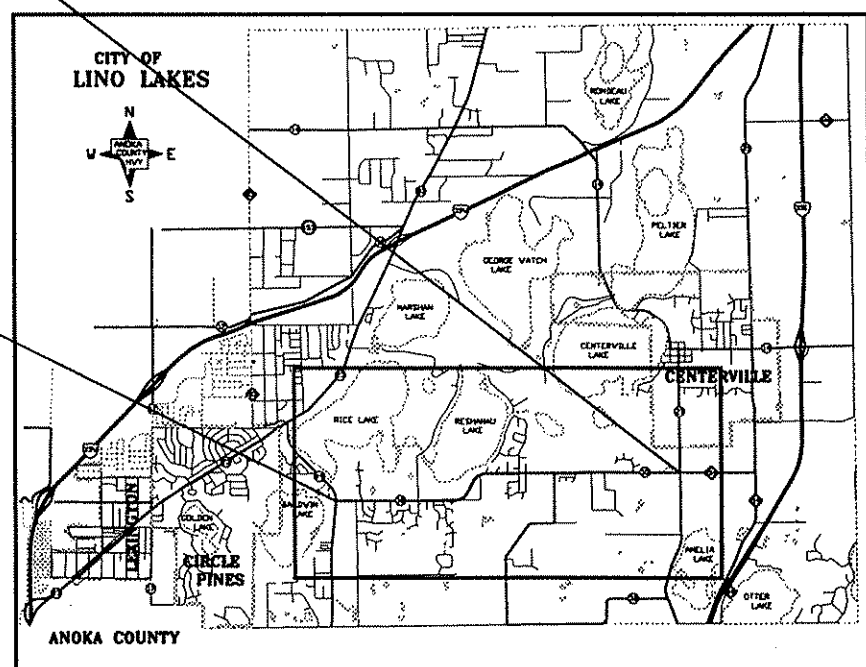 CITY OF
LINO LAKES
N
ANOKA
COUNTY
HWY
W
E
S
RONDEAU
LAKE
PELTIER
LAKE
GEORGE WATCH
LAKE
MARSHAN
LAKE
CENTERVILLE
LAKE
CENTERVILLE
RICE LAKE
RESHANAU
LAKE
BALDWIN
LAKE
LEXINGTON
GOLDEN
LAKE
CIRCLE
PINES
AMELIA
LAKE
OTTER
LAKE
ANOKA COUNTY